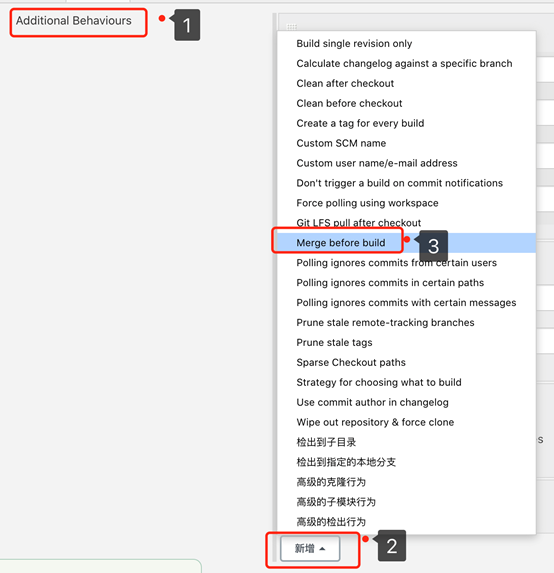 Additional Behaviours
1
Build single revision only
Calculate changelog against a specific branch
Clean after checkout
Clean before checkout
Create a tag for every build
Custom SCM name
Custom user name/e-mail address
Don't trigger a build on commit notifications
Force polling using workspace
Git LFS pull after checkout
Merge before build
3
Polling ignores commits from certain users
Polling ignores commits in certain paths
Polling ignores commits with certain messages
Prune stale remote-tracking branches
Prune stale tags
Sparse Checkout paths
Strategy for choosing what to build
Use commit author in changelog
Wipe out repository & force clone
检出到子目录
检出到指定的本地分支
高级的克隆行为
高级的子模块行为
高级的检出行为
新增
2